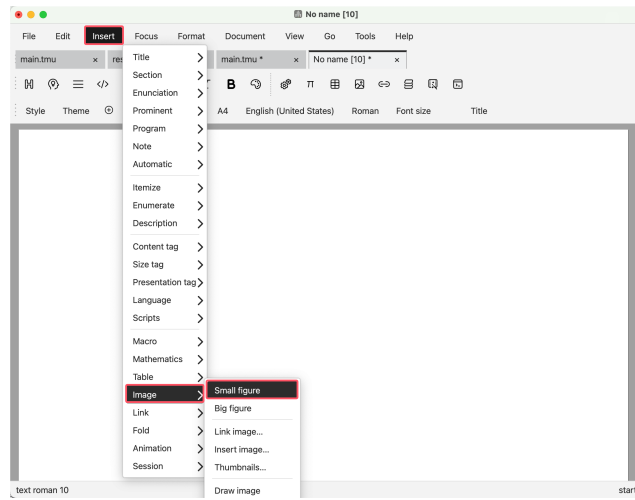 No name [10]
File Edit Insert Focus Format Document View Go Tools Help
main.tmu × res main.tmu * × No name [10] * ×
B π
Style Theme A4 English (United States) Roman Font size Title
Title
Section
Enunciation
Prominent
Program
Note
Automatic
Itemize
Enumerate
Description
Content tag
Size tag
Presentation tag
Language
Scripts
Macro
Mathematics
Table
Image
Link
Fold
Animation
Session
Small figure
Big figure
Link image...
Insert image...
Thumbnails...
Draw image
text roman 10 start